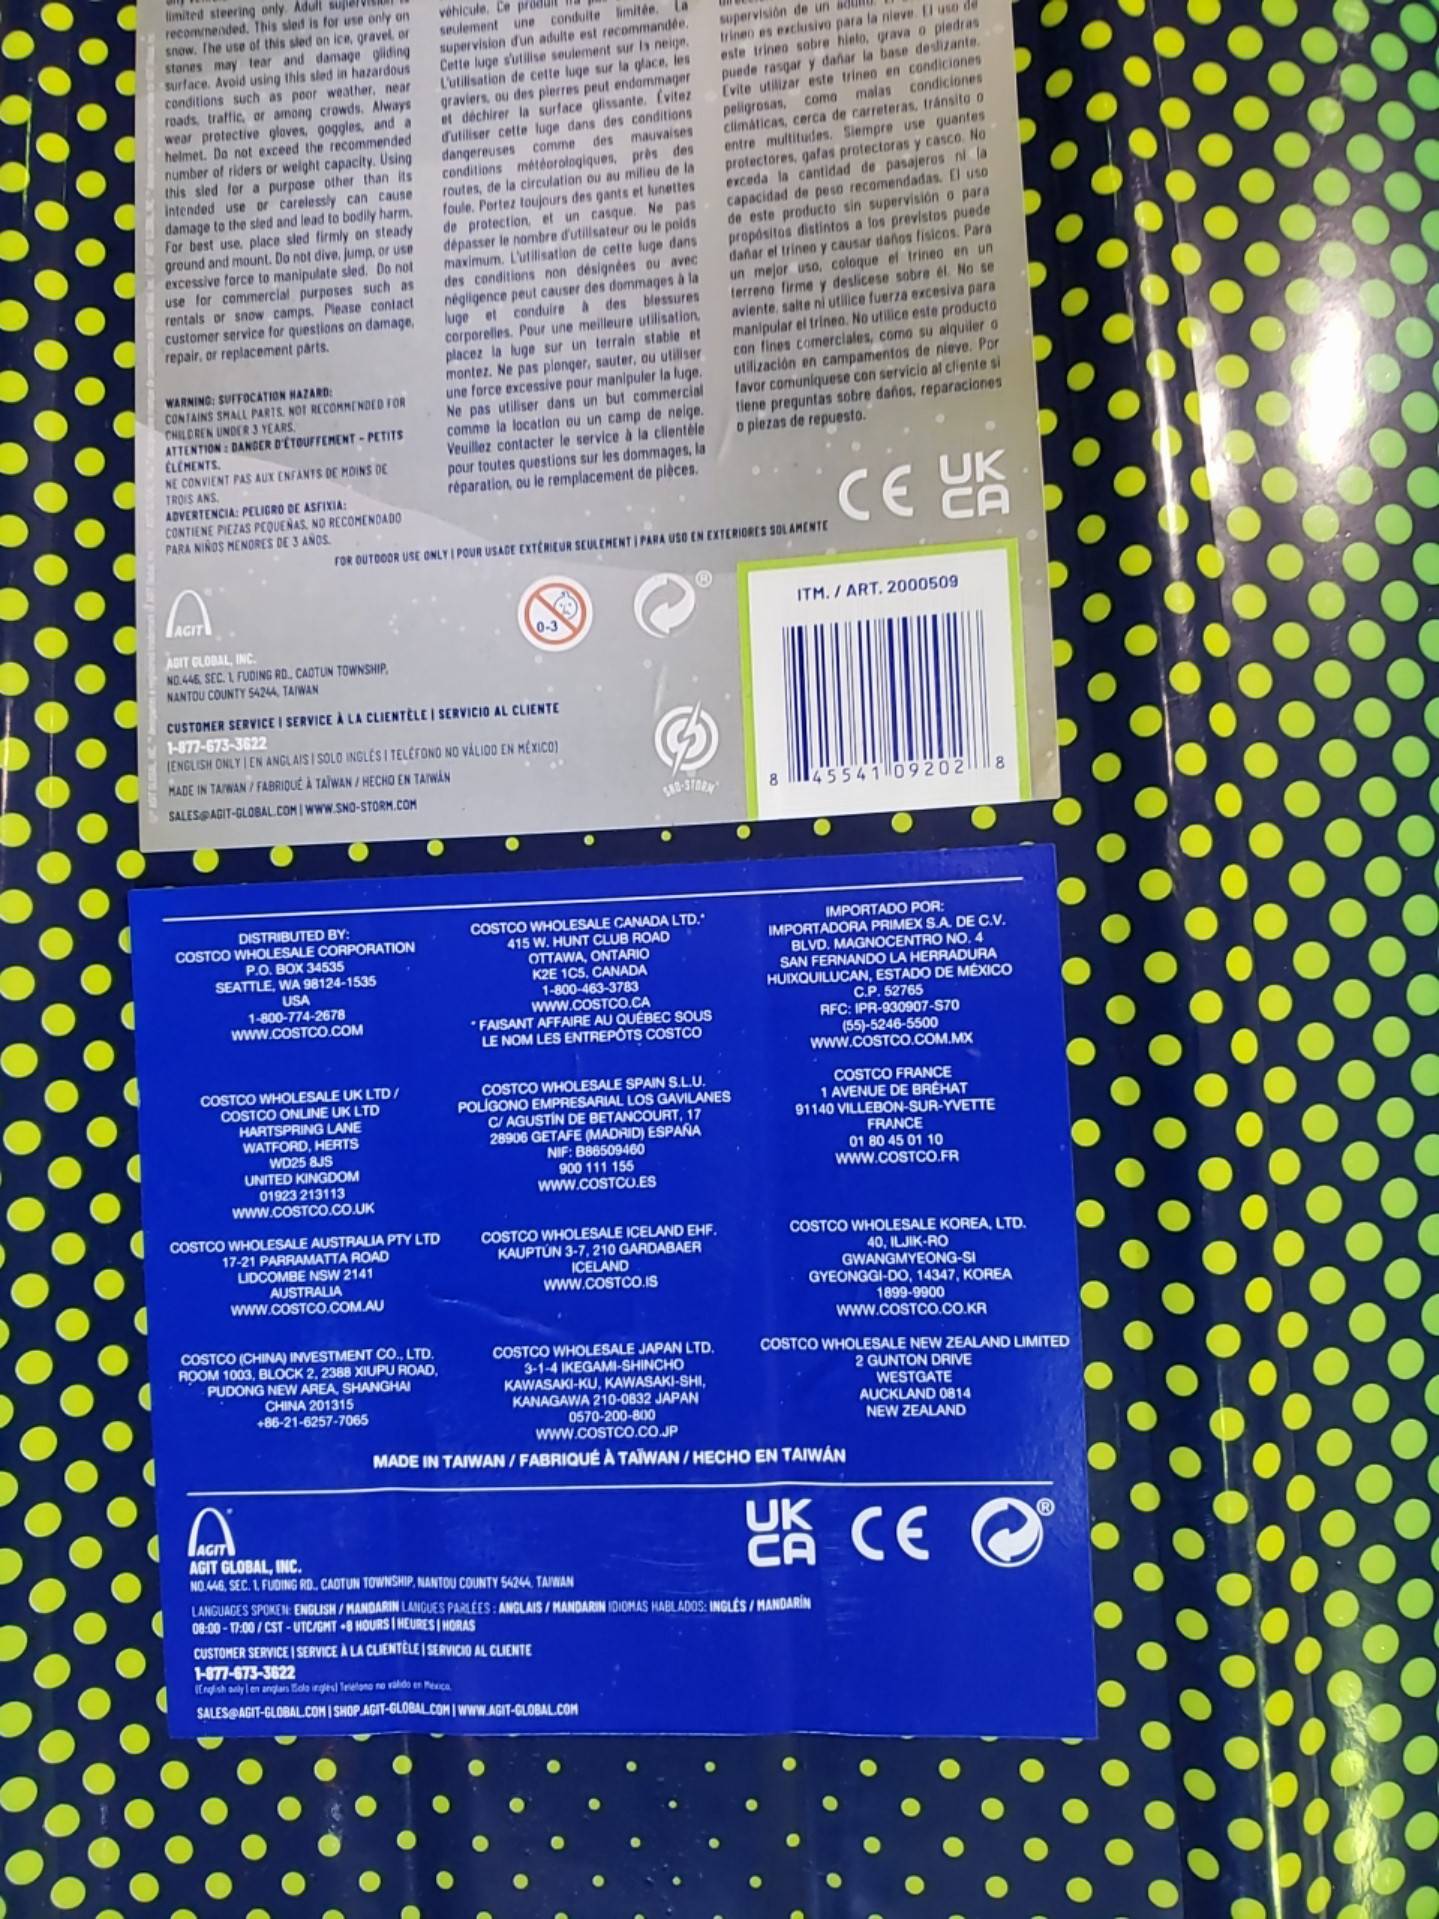 limited steering only. Adult supervision is
recommended. This sled is for use only on
snow. The use of this sled on ice, gravel, or
stones may tear and damage gliding
surface. Avoid using this sled in hazardous
conditions such as poor weather, near
roads, traffic, or among crowds. Always
wear protective gloves, goggles, and a
helmet. Do not exceed the recommended
number of riders or weight capacity. Using
this sled for a purpose other than its
intended use or carelessly can cause
damage to the sled and lead to bodily harm.
For best use, place sled firmly on steady
ground and mount. Do not dive, jump, or use
excessive force to manipulate sled. Do not
use for commercial purposes such as
rentals or snow camps. Please contact
customer service for questions on damage,
repair, or replacement parts.
WARNING: SUFFOCATION HAZARD:
CONTAINS SMALL PARTS. NOT RECOMMENDED FOR
CHILDREN UNDER 3 YEARS.
ATTENTION : DANGER D'ÉTOUFFEMENT - PETITS
ÉLÉMENTS.
NE CONVIENT PAS AUX ENFANTS DE MOINS DE
TROIS ANS.
ADVERTENCIA: PELIGRO DE ASFIXIA:
CONTIENE PIEZAS PEQUEÑAS, NO RECOMENDADO
PARA NIÑOS MENORES DE 3 AÑOS.
véhicule. Ce produit
seulement une conduite limitée. La
supervision d'un adulte est recommandée.
Cette luge s'utilise seulement sur la neige.
L'utilisation de cette luge sur la glace, les
graviers, ou des pierres peut endommager
et déchirer la surface glissante. Évitez
d'utiliser cette luge dans des conditions
dangereuses comme des mauvaises
conditions météorologiques, près des
routes, de la circulation ou au milieu de la
foule. Portez toujours des gants et lunettes
de protection, et un casque. Ne pas
dépasser le nombre d'utilisateur ou le poids
maximum. L'utilisation de cette luge dans
des conditions non désignées ou avec
négligence peut causer des dommages à la
luge et conduire à des blessures
corporelles. Pour une meilleure utilisation,
placez la luge sur un terrain stable et
montez. Ne pas plonger, sauter, ou utiliser
une force excessive pour manipuler la luge.
Ne pas utiliser dans un but commercial
comme la location ou un camp de neige.
Veuillez contacter le service à la clientèle
pour toutes questions sur les dommages, la
réparation, ou le remplacement de pièces.
supervisión de un adulto. El
trineo es exclusivo para la nieve. El uso de
este trineo sobre hielo, grava o piedras
puede rasgar y dañar la base deslizante.
Evite utilizar este trineo en condiciones
peligrosas, como malas condiciones
climáticas, cerca de carreteras, tránsito o
entre multitudes. Siempre use guantes
protectores, gafas protectoras y casco. No
exceda la cantidad de pasajeros ni la
capacidad de peso recomendadas. El uso
de este producto sin supervisión o para
propósitos distintos a los previstos puede
dañar el trineo y causar daños físicos. Para
un mejor uso, coloque el trineo en un
terreno firme y deslícese sobre él. No se
aviente, salte ni utilice fuerza excesiva para
manipular el trineo. No utilice este producto
con fines comerciales, como su alquiler o
utilización en campamentos de nieve. Por
favor comuníquese con servicio al cliente si
tiene preguntas sobre daños, reparaciones
o piezas de repuesto.
CE UK
CA
FOR OUTDOOR USE ONLY | POUR USAGE EXTÉRIEUR SEULEMENT | PARA USO EN EXTERIORES SOLAMENTE
AGIT
0-3
®
AGIT GLOBAL, INC.
NO.446, SEC. 1, FUDING RD., CAOTUN TOWNSHIP,
NANTOU COUNTY 54244, TAIWAN
CUSTOMER SERVICE | SERVICE À LA CLIENTÈLE | SERVICIO AL CLIENTE
1-877-673-3622
(ENGLISH ONLY | EN ANGLAIS | SOLO INGLÉS | TELÉFONO NO VÁLIDO EN MÉXICO)
MADE IN TAIWAN / FABRIQUÉ À TAÏWAN / HECHO EN TAIWÁN
SALES@AGIT-GLOBAL.COM | WWW.SNO-STORM.COM
SNO-STORM
ITM. / ART. 2000509
8 45541 09202 8
DISTRIBUTED BY:
COSTCO WHOLESALE CORPORATION
P.O. BOX 34535
SEATTLE, WA 98124-1535
USA
1-800-774-2678
WWW.COSTCO.COM
COSTCO WHOLESALE CANADA LTD.*
415 W. HUNT CLUB ROAD
OTTAWA, ONTARIO
K2E 1C5, CANADA
1-800-463-3783
WWW.COSTCO.CA
* FAISANT AFFAIRE AU QUÉBEC SOUS
LE NOM LES ENTREPÔTS COSTCO
IMPORTADO POR:
IMPORTADORA PRIMEX S.A. DE C.V.
BLVD. MAGNOCENTRO NO. 4
SAN FERNANDO LA HERRADURA
HUIXQUILUCAN, ESTADO DE MÉXICO
C.P. 52765
RFC: IPR-930907-S70
(55)-5246-5500
WWW.COSTCO.COM.MX
COSTCO WHOLESALE UK LTD /
COSTCO ONLINE UK LTD
HARTSPRING LANE
WATFORD, HERTS
WD25 8JS
UNITED KINGDOM
01923 213113
WWW.COSTCO.CO.UK
COSTCO WHOLESALE SPAIN S.L.U.
POLÍGONO EMPRESARIAL LOS GAVILANES
C/ AGUSTÍN DE BETANCOURT, 17
28906 GETAFE (MADRID) ESPAÑA
NIF: B86509460
900 111 155
WWW.COSTCO.ES
COSTCO FRANCE
1 AVENUE DE BRÉHAT
91140 VILLEBON-SUR-YVETTE
FRANCE
01 80 45 01 10
WWW.COSTCO.FR
COSTCO WHOLESALE AUSTRALIA PTY LTD
17-21 PARRAMATTA ROAD
LIDCOMBE NSW 2141
AUSTRALIA
WWW.COSTCO.COM.AU
COSTCO WHOLESALE ICELAND EHF.
KAUPTÚN 3-7, 210 GARDABAER
ICELAND
WWW.COSTCO.IS
COSTCO WHOLESALE KOREA, LTD.
40, ILJIK-RO
GWANGMYEONG-SI
GYEONGGI-DO, 14347, KOREA
1899-9900
WWW.COSTCO.CO.KR
COSTCO (CHINA) INVESTMENT CO., LTD.
ROOM 1003, BLOCK 2, 2388 XIUPU ROAD,
PUDONG NEW AREA, SHANGHAI
CHINA 201315
+86-21-6257-7065
COSTCO WHOLESALE JAPAN LTD.
3-1-4 IKEGAMI-SHINCHO
KAWASAKI-KU, KAWASAKI-SHI,
KANAGAWA 210-0832 JAPAN
0570-200-800
WWW.COSTCO.CO.JP
COSTCO WHOLESALE NEW ZEALAND LIMITED
2 GUNTON DRIVE
WESTGATE
AUCKLAND 0814
NEW ZEALAND
MADE IN TAIWAN / FABRIQUÉ À TAÏWAN / HECHO EN TAIWÁN
AGIT
UK
CA CE ®
AGIT GLOBAL, INC.
NO.446, SEC. 1, FUDING RD., CAOTUN TOWNSHIP, NANTOU COUNTY 54244, TAIWAN
LANGUAGES SPOKEN: ENGLISH / MANDARIN LANGUES PARLÉES : ANGLAIS / MANDARIN IDIOMAS HABLADOS: INGLÉS / MANDARÍN
08:00 - 17:00 / CST - UTC/GMT +8 HOURS | HEURES | HORAS
CUSTOMER SERVICE | SERVICE À LA CLIENTÈLE | SERVICIO AL CLIENTE
1-877-673-3622
(English only | en anglais |Solo inglés) Teléfono no válido en México.
SALES@AGIT-GLOBAL.COM | SHOP.AGIT-GLOBAL.COM | WWW.AGIT-GLOBAL.COM